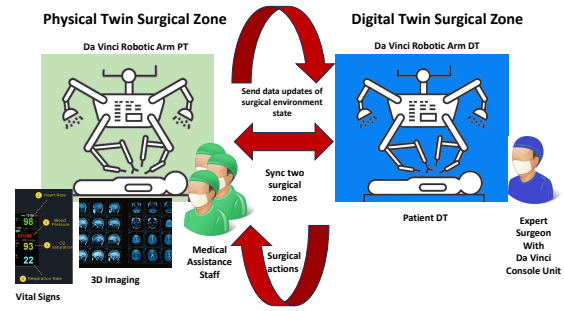 Physical Twin Surgical Zone
Digital Twin Surgical Zone
Da Vinci Robotic Arm PT
Da Vinci Robotic Arm DT
Send data updates of
surgical environment
state
Sync two
surgical
zones
Heart Rate
98
Blood
Pressure
93
O2
saturation
22
Respiration Rate
Vital Signs
3D Imaging
Medical
Assistance
Staff
Surgical
actions
Patient DT
Expert
Surgeon
With
Da Vinci
Console Unit